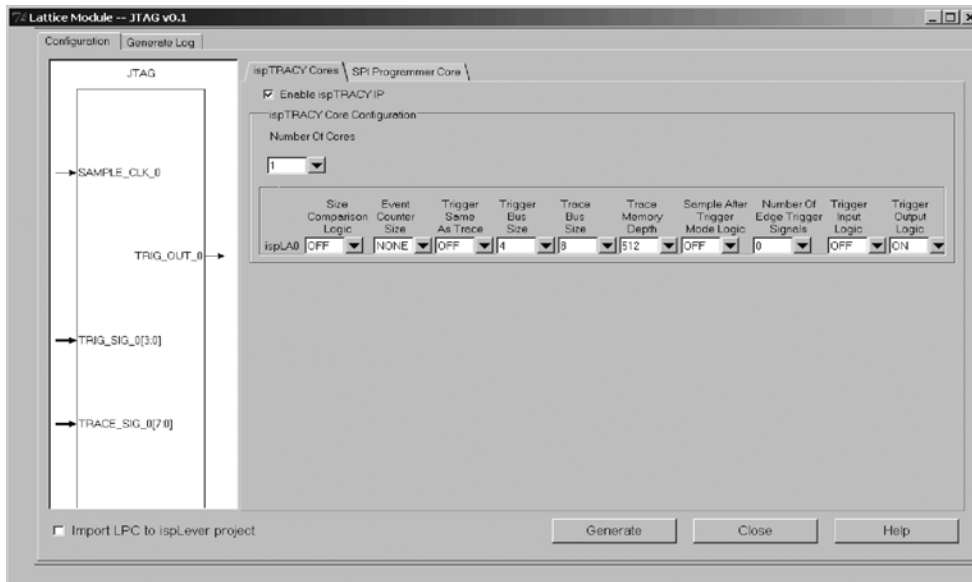 Lattice Module -- JTAG v0.1
Configuration Generate Log
JTAG
SAMPLE_CLK_0
TRIG_OUT_0
TRIG_SIG_0[3:0]
TRACE_SIG_0[7:0]
ispTRACY Cores SPI Programmer Core
Enable ispTRACY IP
ispTRACY Core Configuration
Number Of Cores
1
Size Comparison Logic
Event Counter Size
Trigger Same As Trace
Trigger Bus Size
Trace Bus Size
Trace Memory Depth
Sample After Trigger Mode Logic
Number Of Edge Trigger Signals
Trigger Input Logic
Trigger Output Logic
ispLA0 OFF NONE OFF 4 8 512 OFF 0 OFF ON
Import LPC to ispLever project
Generate Close Help